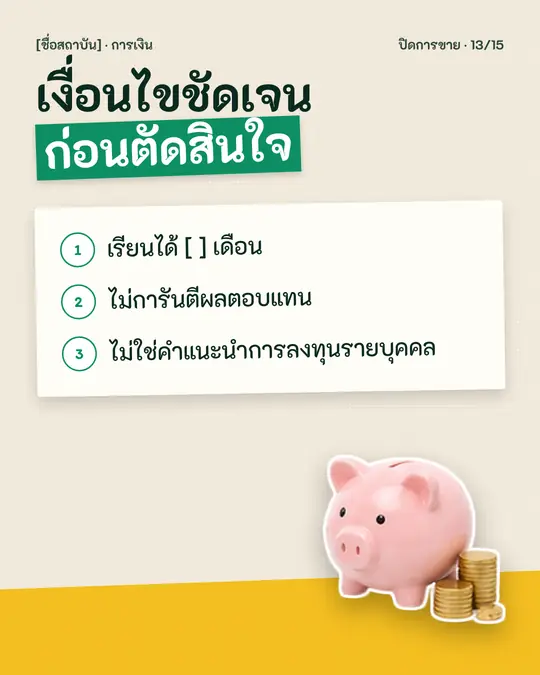 [ชื่อสถาบัน] · การเงิน
ปิดการขาย · 13/15
เงื่อนไขชัดเจน
ก่อนตัดสินใจ
1 เรียนได้ [ ] เดือน
2 ไม่การันตีผลตอบแทน
3 ไม่ใช่คำแนะนำการลงทุนรายบุคคล